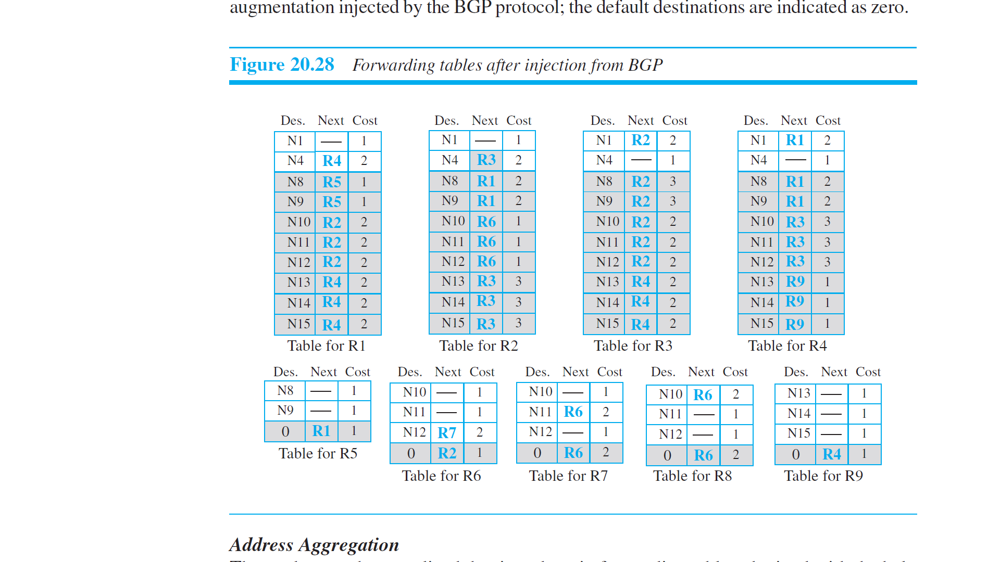 augmentation injected by the BGP protocol; the default destinations are indicated as zero.
Figure 20.28 Forwarding tables after injection from BGP
Des. Next Cost
N1 — 1
N4 R4 2
N8 R5 1
N9 R5 1
N10 R2 2
N11 R2 2
N12 R2 2
N13 R4 2
N14 R4 2
N15 R4 2
Table for R1
Des. Next Cost
N1 — 1
N4 R3 2
N8 R1 2
N9 R1 2
N10 R6 1
N11 R6 1
N12 R6 1
N13 R3 3
N14 R3 3
N15 R3 3
Table for R2
Des. Next Cost
N1 R2 2
N4 — 1
N8 R2 3
N9 R2 3
N10 R2 2
N11 R2 2
N12 R2 2
N13 R4 2
N14 R4 2
N15 R4 2
Table for R3
Des. Next Cost
N1 R1 2
N4 — 1
N8 R1 2
N9 R1 2
N10 R3 3
N11 R3 3
N12 R3 3
N13 R9 1
N14 R9 1
N15 R9 1
Table for R4
Des. Next Cost
N8 — 1
N9 — 1
0 R1 1
Table for R5
Des. Next Cost
N10 — 1
N11 — 1
N12 R7 2
0 R2 1
Table for R6
Des. Next Cost
N10 — 1
N11 R6 2
N12 — 1
0 R6 2
Table for R7
Des. Next Cost
N10 R6 2
N11 — 1
N12 — 1
0 R6 2
Table for R8
Des. Next Cost
N13 — 1
N14 — 1
N15 — 1
0 R4 1
Table for R9
Address Aggregation